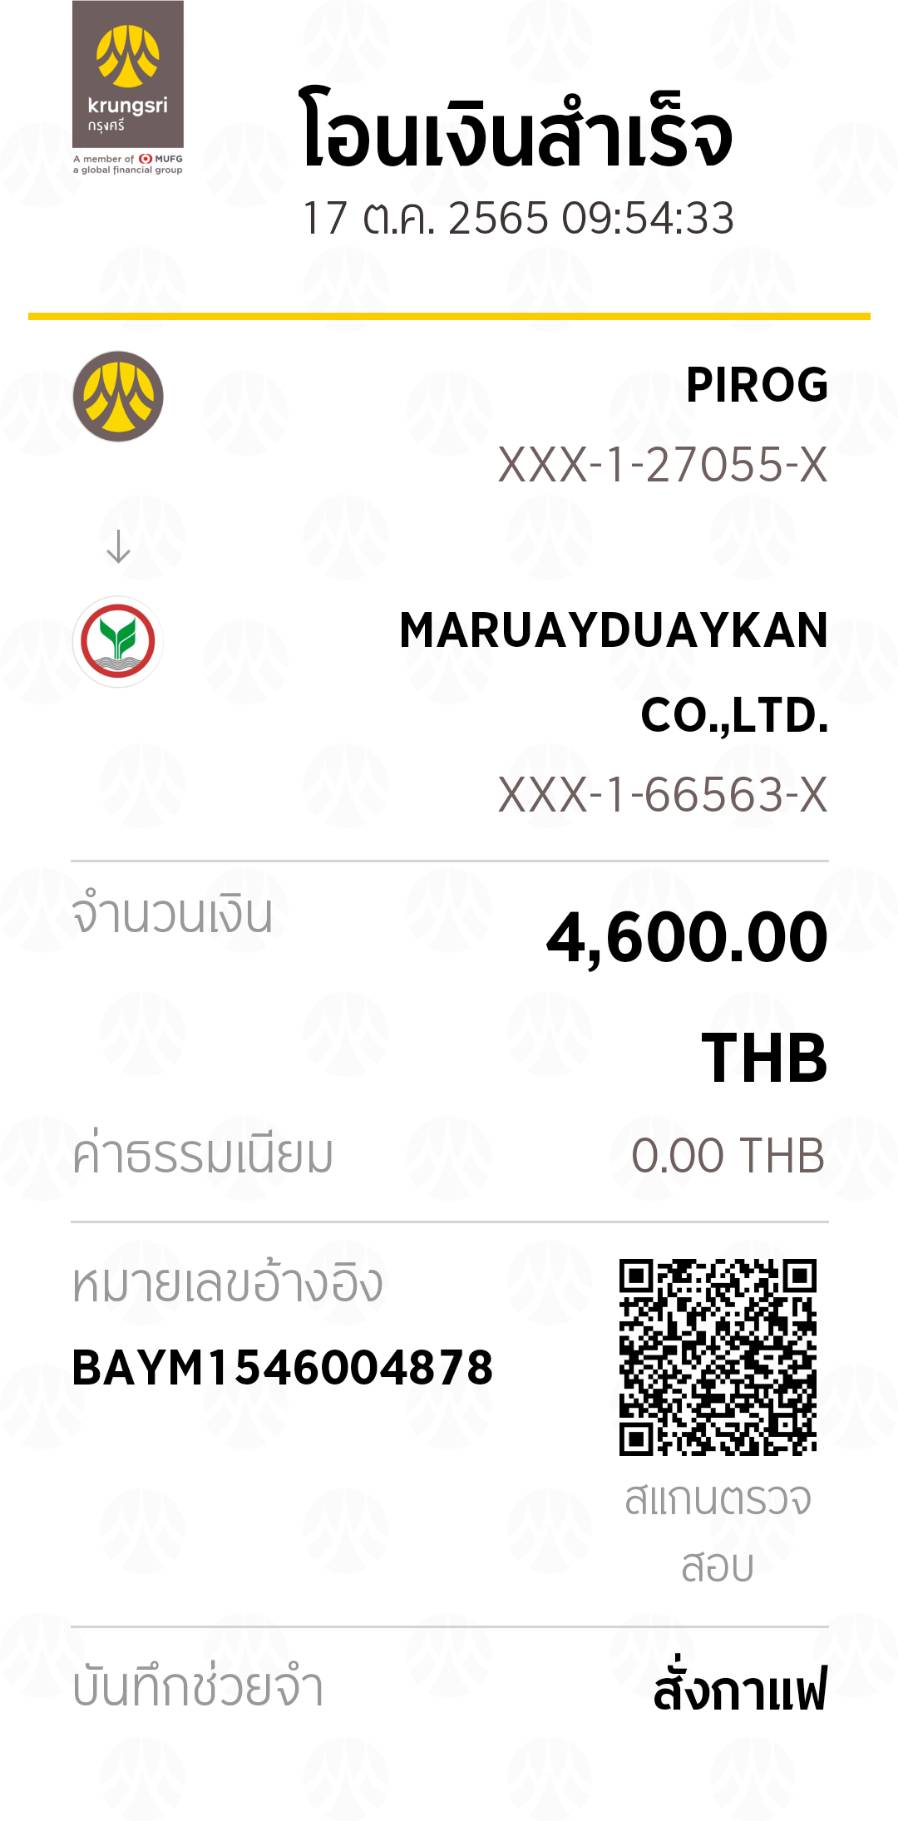 krungsri
กรุงศรี
A member of MUFG
a global financial group
โอนเงินสำเร็จ
17 ต.ค. 2565 09:54:33
PIROG
XXX-1-27055-X
MARUAYDUAYKAN
CO.,LTD.
XXX-1-66563-X
จำนวนเงิน
4,600.00
THB
ค่าธรรมเนียม
0.00 THB
หมายเลขอ้างอิง
BAYM1546004878
สแกนตรวจ
สอบ
บันทึกช่วยจำ
สั่งกาแฟ